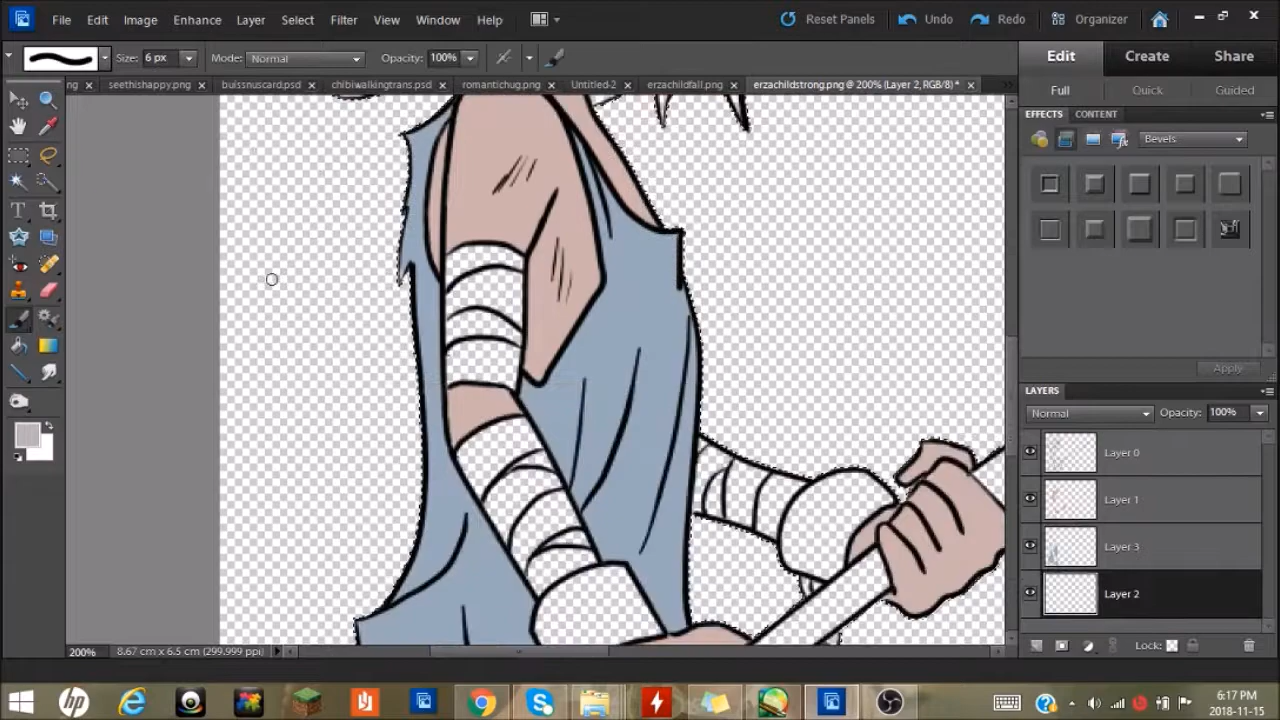 File Edit Image Enhance Layer Select Filter View Window Help Reset Panels Undo Redo Organizer
Size: 6 px Mode: Normal Opacity: 100%
Edit Create Share
ng seethishappy.png buissnuscard.psd chibiwalkingtrans.psd romantichug.png Untitled-2 erzachildfall.png erzachildstrong.png @ 200% (Layer 2, RGB/8) *
Full Quick Guided
EFFECTS CONTENT
Bevels
Apply
LAYERS
Normal Opacity: 100%
Layer 0
Layer 1
Layer 3
Layer 2
Lock:
200% 8.67 cm x 6.5 cm (299.999 ppi)
6:17 PM
2018-11-15